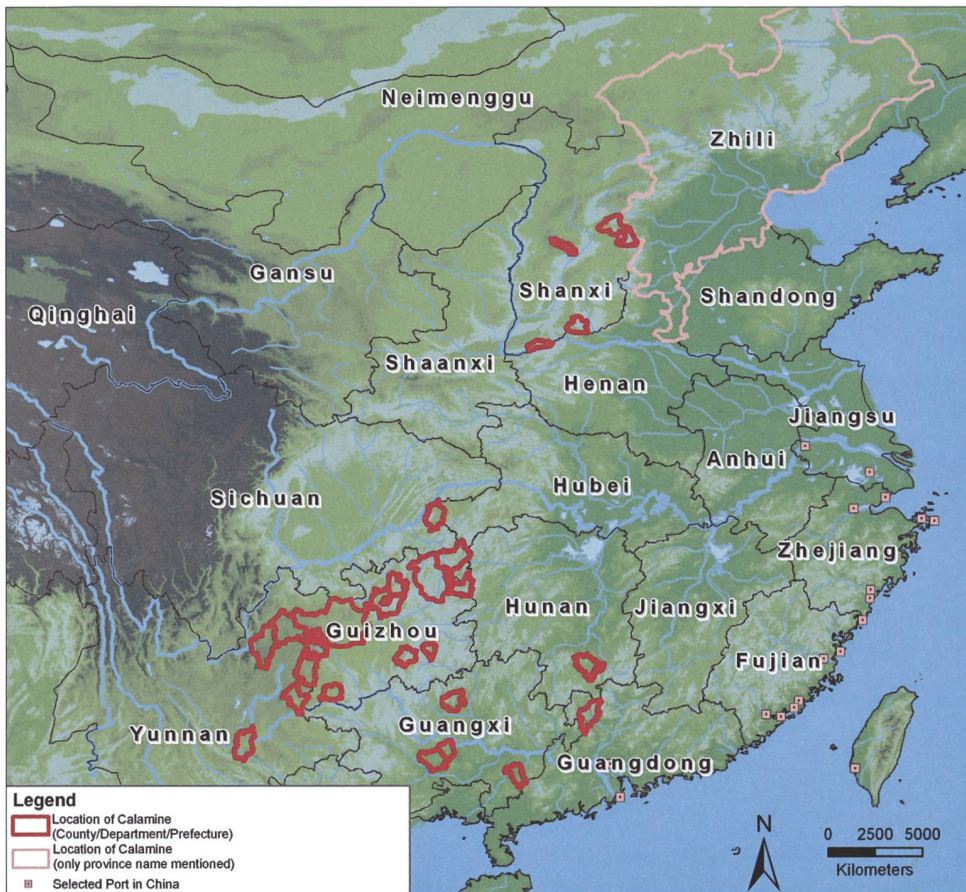 Neimenggu
Zhili
Gansu
Shanxi
Shandong
Qinghai
Shaanxi
Henan
Jiangsu
Anhui
Sichuan
Hubei
Zhejiang
Hunan
Jiangxi
Guizhou
Fujian
Guangxi
Yunnan
Guangdong
Legend
Location of Calamine
(County/Department/Prefecture)
Location of Calamine
(only province name mentioned)
Selected Port in China
N
0 2500 5000
Kilometers